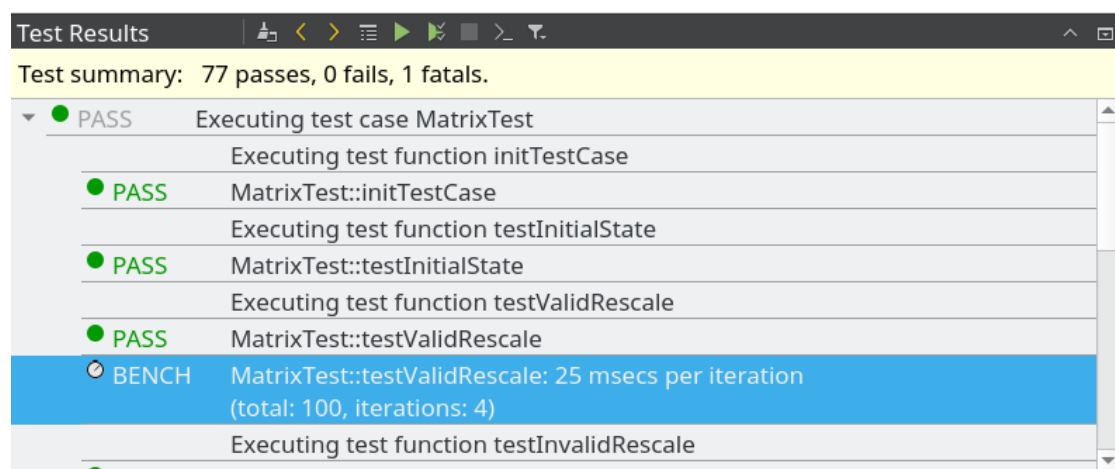 Test Results
Test summary: 77 passes, 0 fails, 1 fatals.
PASS Executing test case MatrixTest
Executing test function initTestCase
PASS MatrixTest::initTestCase
Executing test function testInitialState
PASS MatrixTest::testInitialState
Executing test function testValidRescale
PASS MatrixTest::testValidRescale
BENCH MatrixTest::testValidRescale: 25 msecs per iteration
(total: 100, iterations: 4)
Executing test function testInvalidRescale